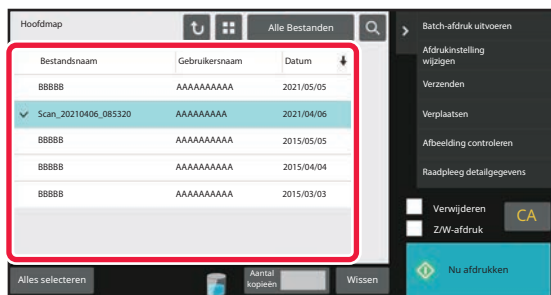 Hoofdmap
Alle Bestanden
Bestandsnaam Gebruikersnaam Datum
BBBBB AAAAAAAAAA 2021/05/05
Scan_20210406_085320 AAAAAAAAA 2021/04/06
BBBBB AAAAAAAAAA 2015/05/05
BBBBB AAAAAAAAAA 2015/04/04
BBBBB AAAAAAAAAA 2015/03/03
Alles selecteren
Aantal
kopieën
Wissen
Batch-afdruk uitvoeren
Afdrukinstelling
wijzigen
Verzenden
Verplaatsen
Afbeelding controleren
Raadpleeg detailgegevens
Verwijderen
Z/W-afdruk
CA
Nu afdrukken